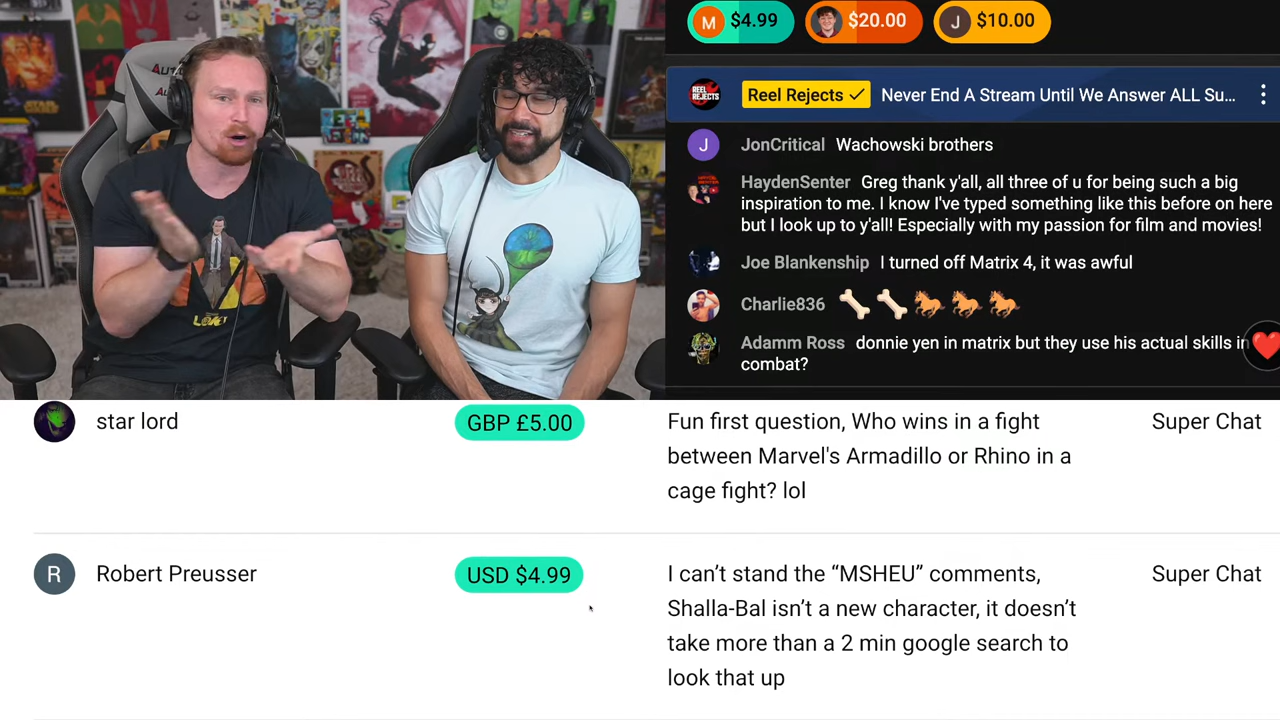 M $4.99 $20.00 J $10.00
REEL REJECTS Reel Rejects Never End A Stream Until We Answer ALL Su...
J JonCritical Wachowski brothers
HaydenSenter Greg thank y'all, all three of u for being such a big
inspiration to me. I know I've typed something like this before on here
but I look up to y'all! Especially with my passion for film and movies!
Joe Blankenship I turned off Matrix 4, it was awful
Charlie836
Adamm Ross donnie yen in matrix but they use his actual skills in
combat?
LOKI
star lord GBP £5.00 Fun first question, Who wins in a fight Super Chat
between Marvel's Armadillo or Rhino in a
cage fight? lol
R Robert Preusser USD $4.99 I can’t stand the “MSHEU” comments, Super Chat
Shalla-Bal isn’t a new character, it doesn’t
take more than a 2 min google search to
look that up